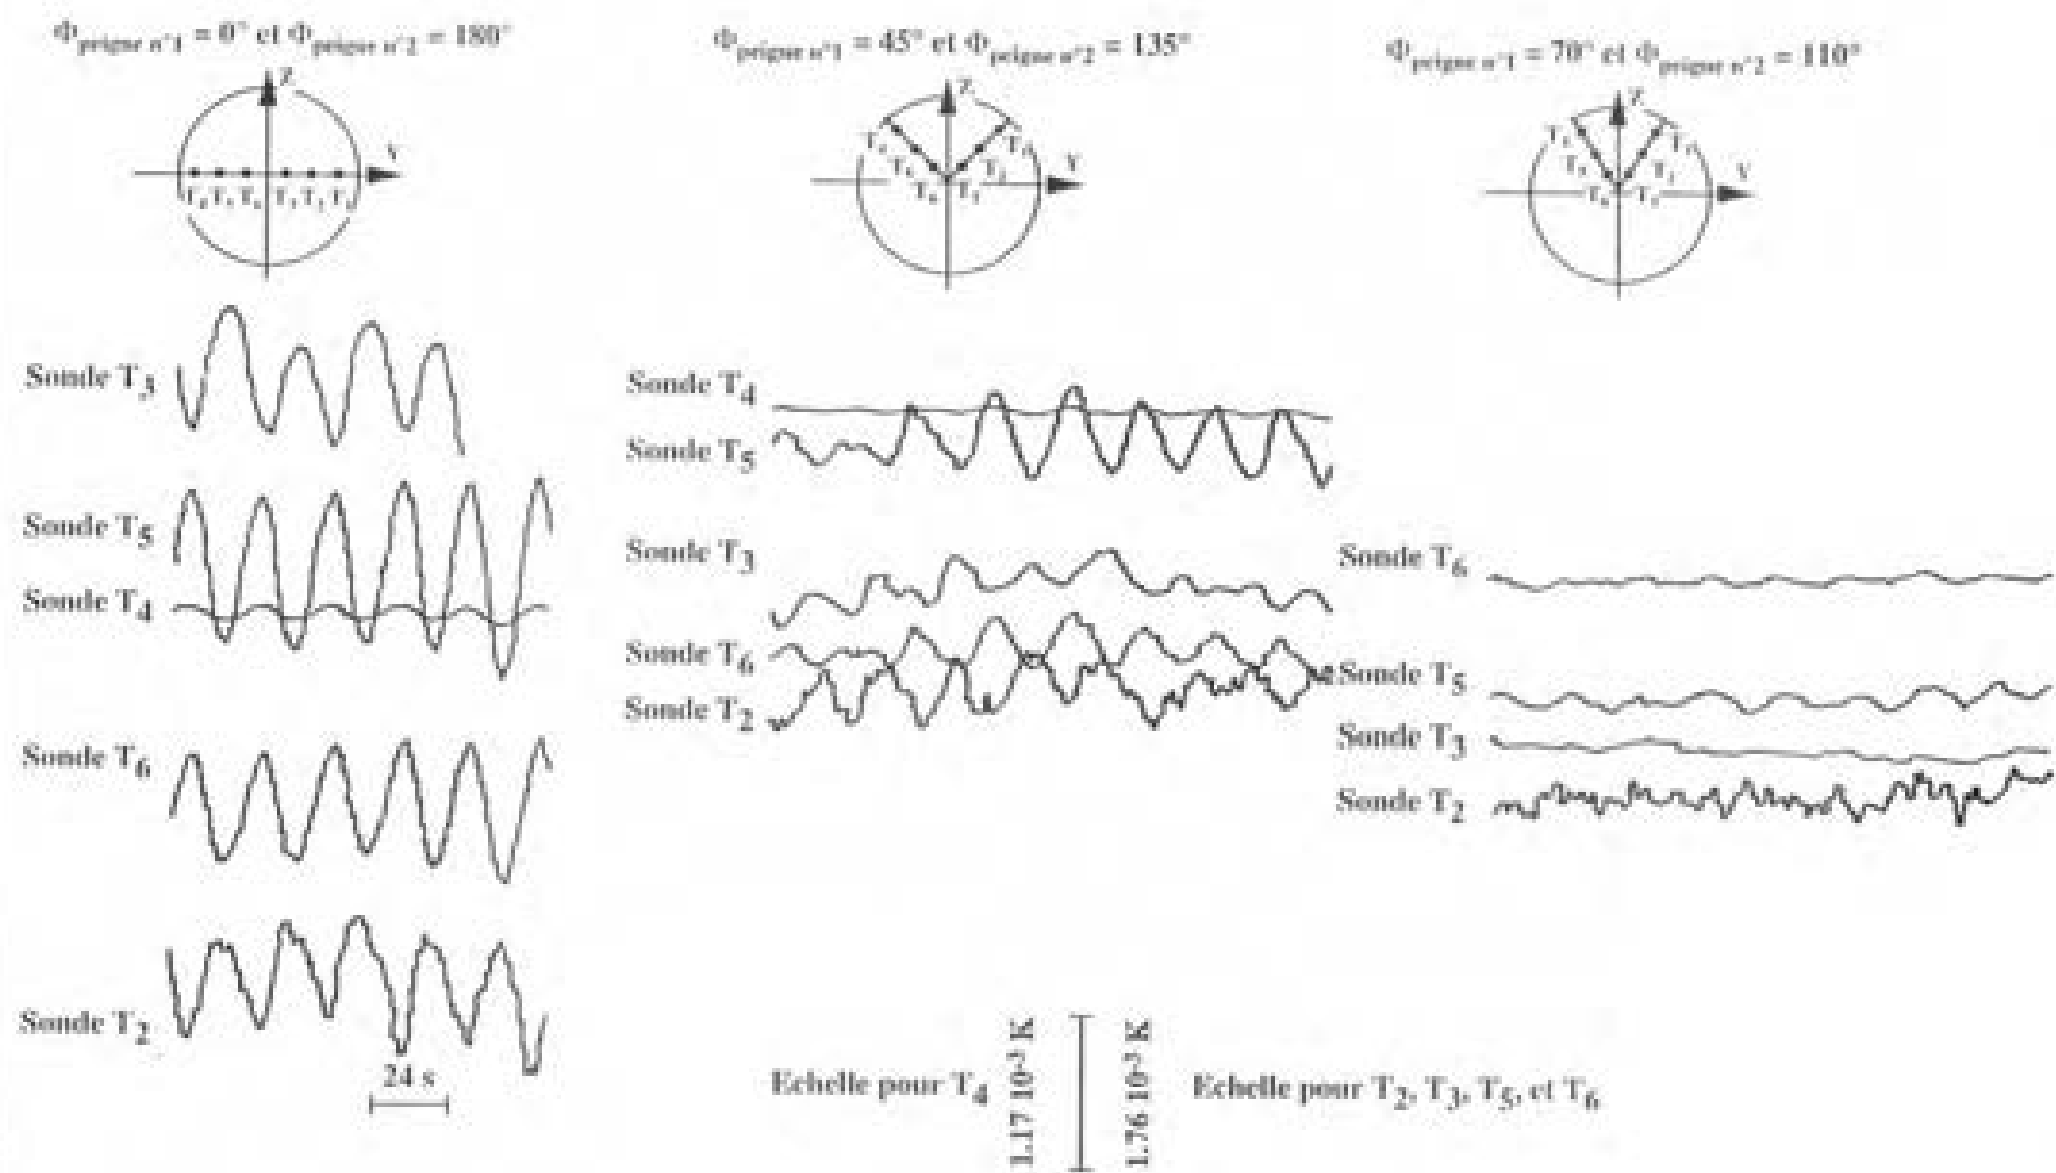 Φpeigne n°1 = 0° et Φpeigne n°2 = 180°
Φpeigne n°1 = 45° et Φpeigne n°2 = 135°
Φpeigne n°1 = 70° et Φpeigne n°2 = 110°
Z
Y
Z
Y
Z
Y
Sonde T3
Sonde T5
Sonde T4
Sonde T6
Sonde T2
24 s
Sonde T4
Sonde T5
Sonde T3
Sonde T6
Sonde T2
Sonde T6
Sonde T5
Sonde T3
Sonde T2
Echelle pour T4
1.17 10-3 K
1.76 10-3 K
Echelle pour T2, T3, T5, et T6